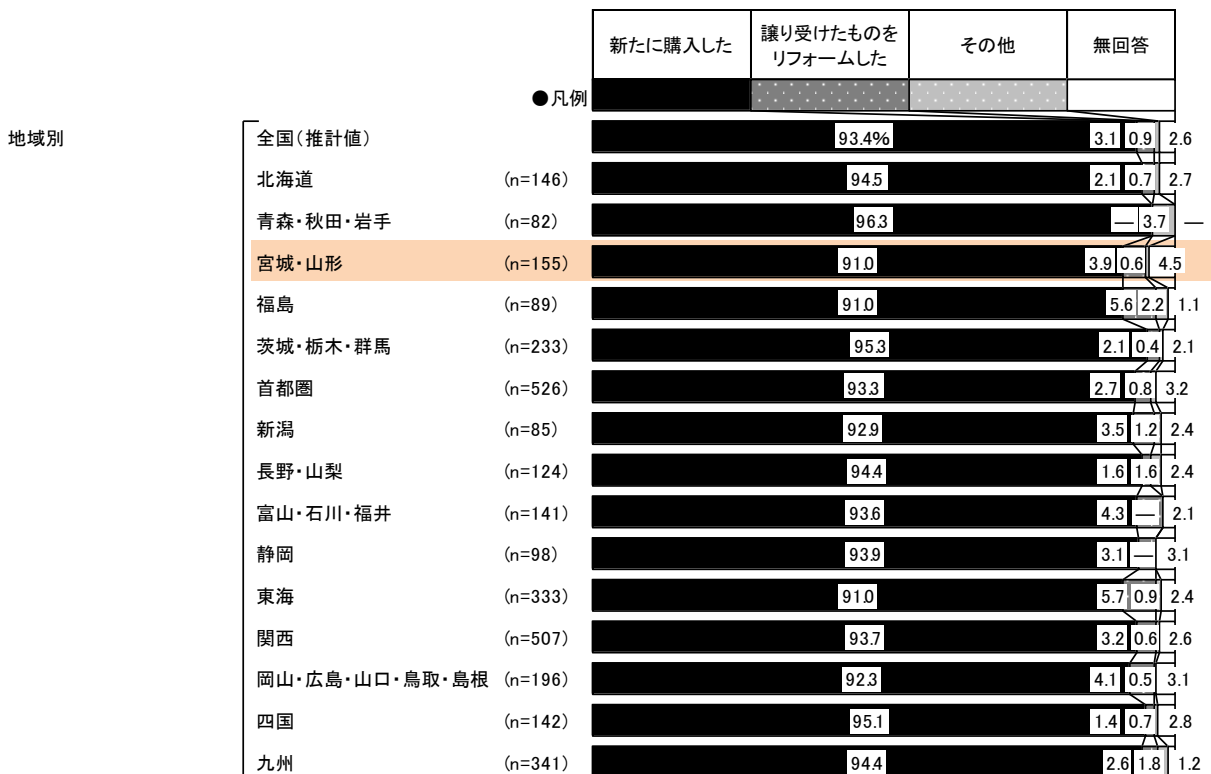 新たに購入した 譲り受けたものを リフォームした その他 無回答
●凡例
地域別
全国(推計値) 93.4% 3.1 0.9 2.6
北海道 (n=146) 94.5 2.1 0.7 2.7
青森・秋田・岩手 (n=82) 96.3 — 3.7 —
宮城・山形 (n=155) 91.0 3.9 0.6 4.5
福島 (n=89) 91.0 5.6 2.2 1.1
茨城・栃木・群馬 (n=233) 95.3 2.1 0.4 2.1
首都圏 (n=526) 93.3 2.7 0.8 3.2
新潟 (n=85) 92.9 3.5 1.2 2.4
長野・山梨 (n=124) 94.4 1.6 1.6 2.4
富山・石川・福井 (n=141) 93.6 4.3 — 2.1
静岡 (n=98) 93.9 3.1 — 3.1
東海 (n=333) 91.0 5.7 0.9 2.4
関西 (n=507) 93.7 3.2 0.6 2.6
岡山・広島・山口・鳥取・島根 (n=196) 92.3 4.1 0.5 3.1
四国 (n=142) 95.1 1.4 0.7 2.8
九州 (n=341) 94.4 2.6 1.8 1.2